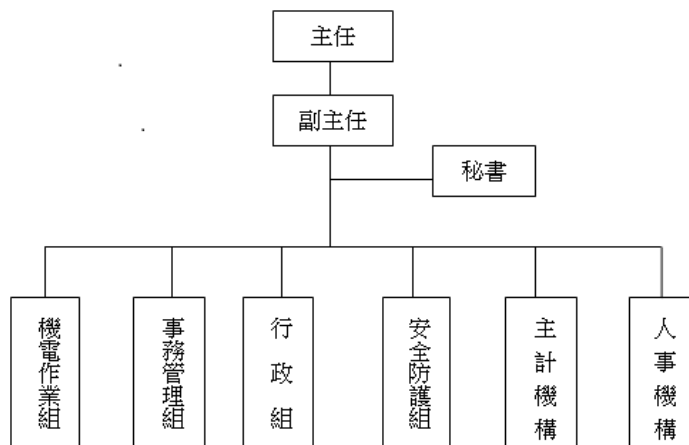 主任
副主任
秘書
機電作業組
事務管理組
行政組
安全防護組
主計機構
人事機構